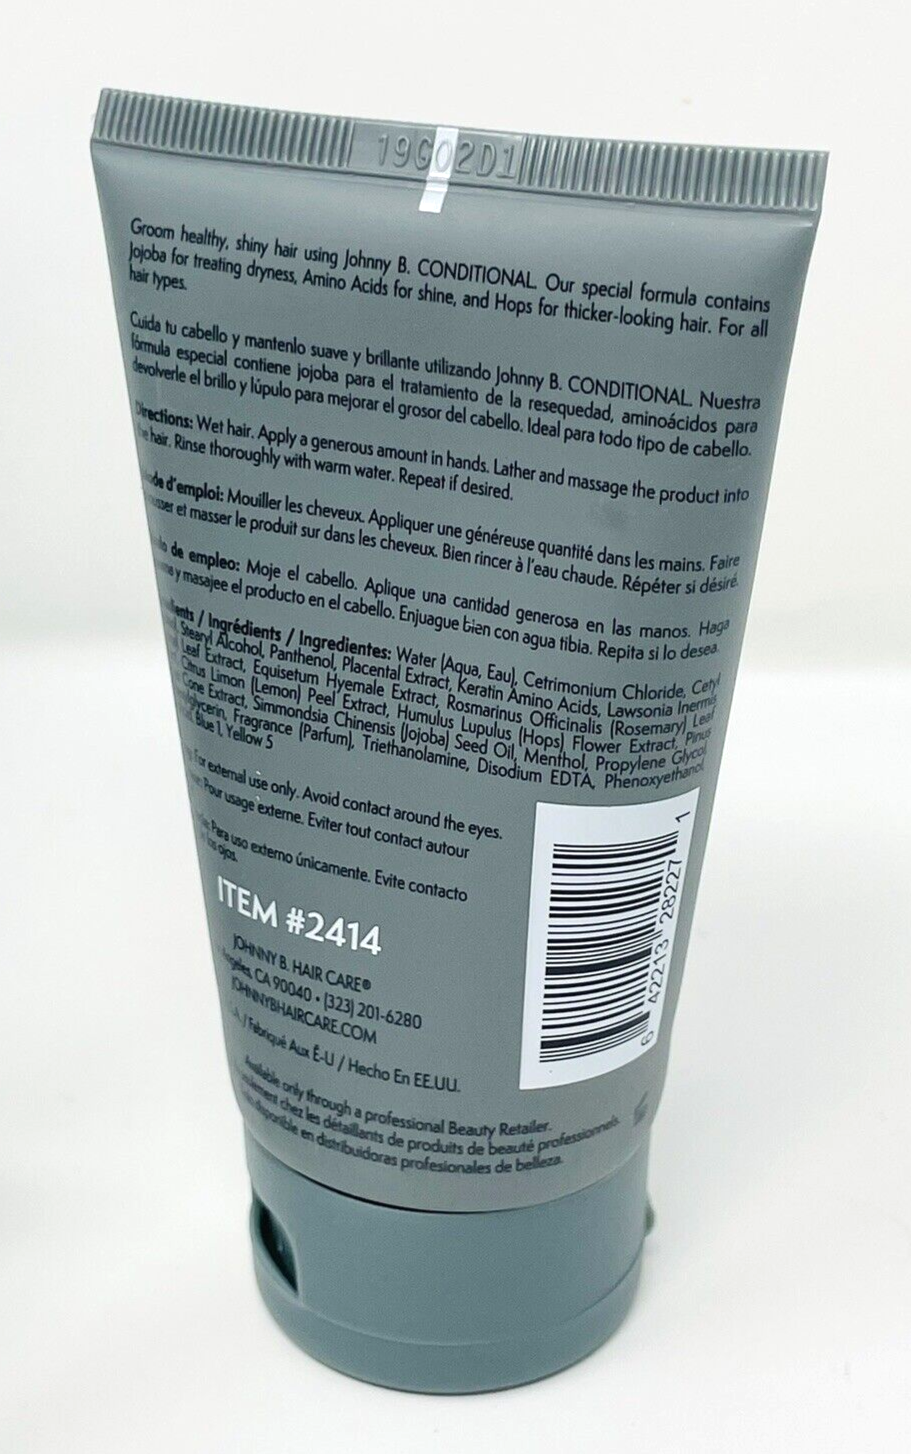 19G02D1
Groom healthy, shiny hair using Johnny B. CONDITIONAL. Our special formula contains
Jojoba for treating dryness, Amino Acids for shine, and Hops for thicker-looking hair. For all
hair types.
Cuida tu cabello y mantenlo suave y brillante utilizando Johnny B. CONDITIONAL. Nuestra
fórmula especial contiene jojoba para el tratamiento de la resequedad, aminoácidos para
devolverle el brillo y lúpulo para mejorar el grosor del cabello. Ideal para todo tipo de cabello.
Directions: Wet hair. Apply a generous amount in hands. Lather and massage the product into
the hair. Rinse thoroughly with warm water. Repeat if desired.
d'emploi: Mouiller les cheveux. Appliquer une généreuse quantité dans les mains. Faire
et masser le produit sur dans les cheveux. Bien rincer à l'eau chaude. Répéter si désiré.
de empleo: Moje el cabello. Aplique una cantidad generosa en las manos. Haga
y masajee el producto en el cabello. Enjuague bien con agua tibia. Repita si lo desea.
/ Ingrédients / Ingredientes: Water (Aqua, Eau), Cetrimonium Chloride, Cetyl
Stearyl Alcohol, Panthenol, Placental Extract, Keratin Amino Acids, Lawsonia Inermis
Leaf Extract, Equisetum Hyemale Extract, Rosmarinus Officinalis (Rosemary) Leaf
Citrus Limon (Lemon) Peel Extract, Humulus Lupulus (Hops) Flower Extract, Pinus
Cone Extract, Simmondsia Chinensis (Jojoba) Seed Oil, Menthol, Propylene Glycol,
Fragrance (Parfum), Triethanolamine, Disodium EDTA, Phenoxyethanol,
Blue 1, Yellow 5
For external use only. Avoid contact around the eyes.
Pour usage externe. Eviter tout contact autour
Para uso externo únicamente. Evite contacto
ojos.
ITEM #2414
JOHNNY B. HAIR CARE®
CA 90040 • (323) 201-6280
JOHNNYBHAIRCARE.COM
/ Fabriqué Aux É-U / Hecho En EE.UU.
Available only through a professional Beauty Retailer.
chez les détaillants de produits de beauté professionnels.
disponible en distribuidoras profesionales de belleza.
6 42213 28227 1